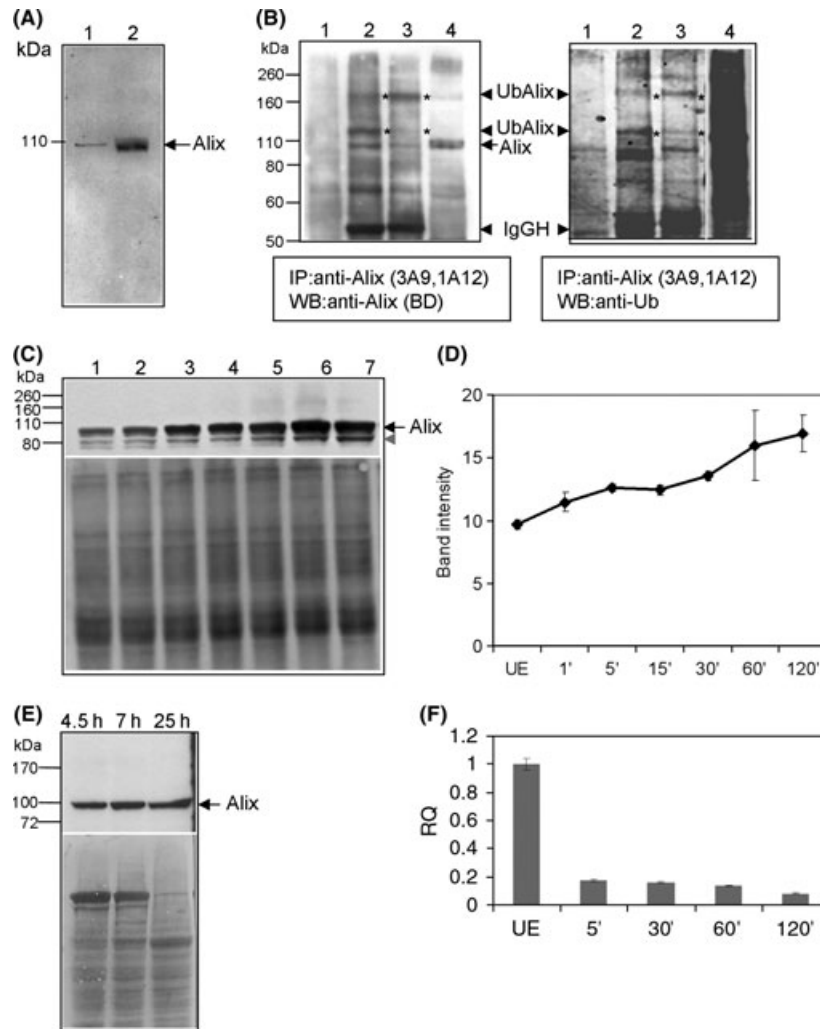 (A)
1 2
kDa
110
Alix
(B)
1 2 3 4
kDa
260
160
110
80
60
50
* *
* *
UbAlix
UbAlix
Alix
IgGH
1 2 3 4
* *
* *
IP:anti-Alix (3A9,1A12)
WB:anti-Alix (BD)
IP:anti-Alix (3A9,1A12)
WB:anti-Ub
(C)
1 2 3 4 5 6 7
kDa
260
160
110
80
Alix
(D)
Band intensity
20
15
10
5
0
UE 1' 5' 15' 30' 60' 120'
(E)
4.5 h 7 h 25 h
kDa
170
100
72
Alix
(F)
RQ
1.2
1
0.8
0.6
0.4
0.2
0
UE 5' 30' 60' 120'